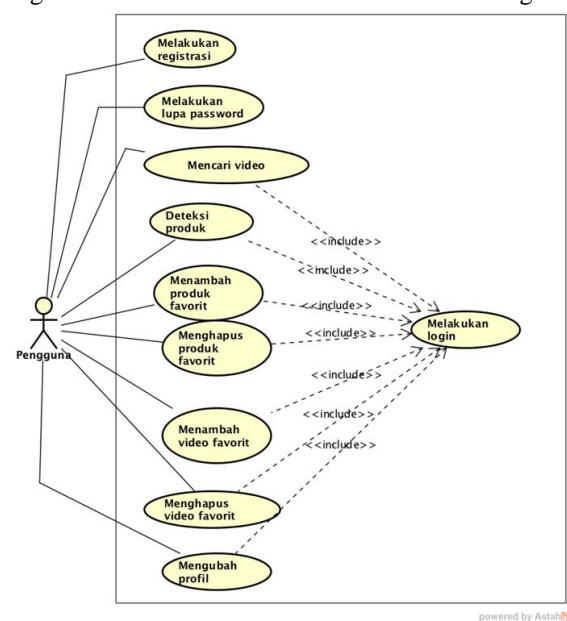 Melakukan
registrasi
Melakukan
lupa password
Mencari video
Deteksi
produk
<<include>>
<<include>>
Menambah
produk
favorit
<<include>>
Melakukan
login
Menghapus
produk
favorit
<<include>>
Pengguna
<<include>>
Menambah
video favorit
<<include>>
<<include>>
Menghapus
video favorit
Mengubah
profil
powered by Astah